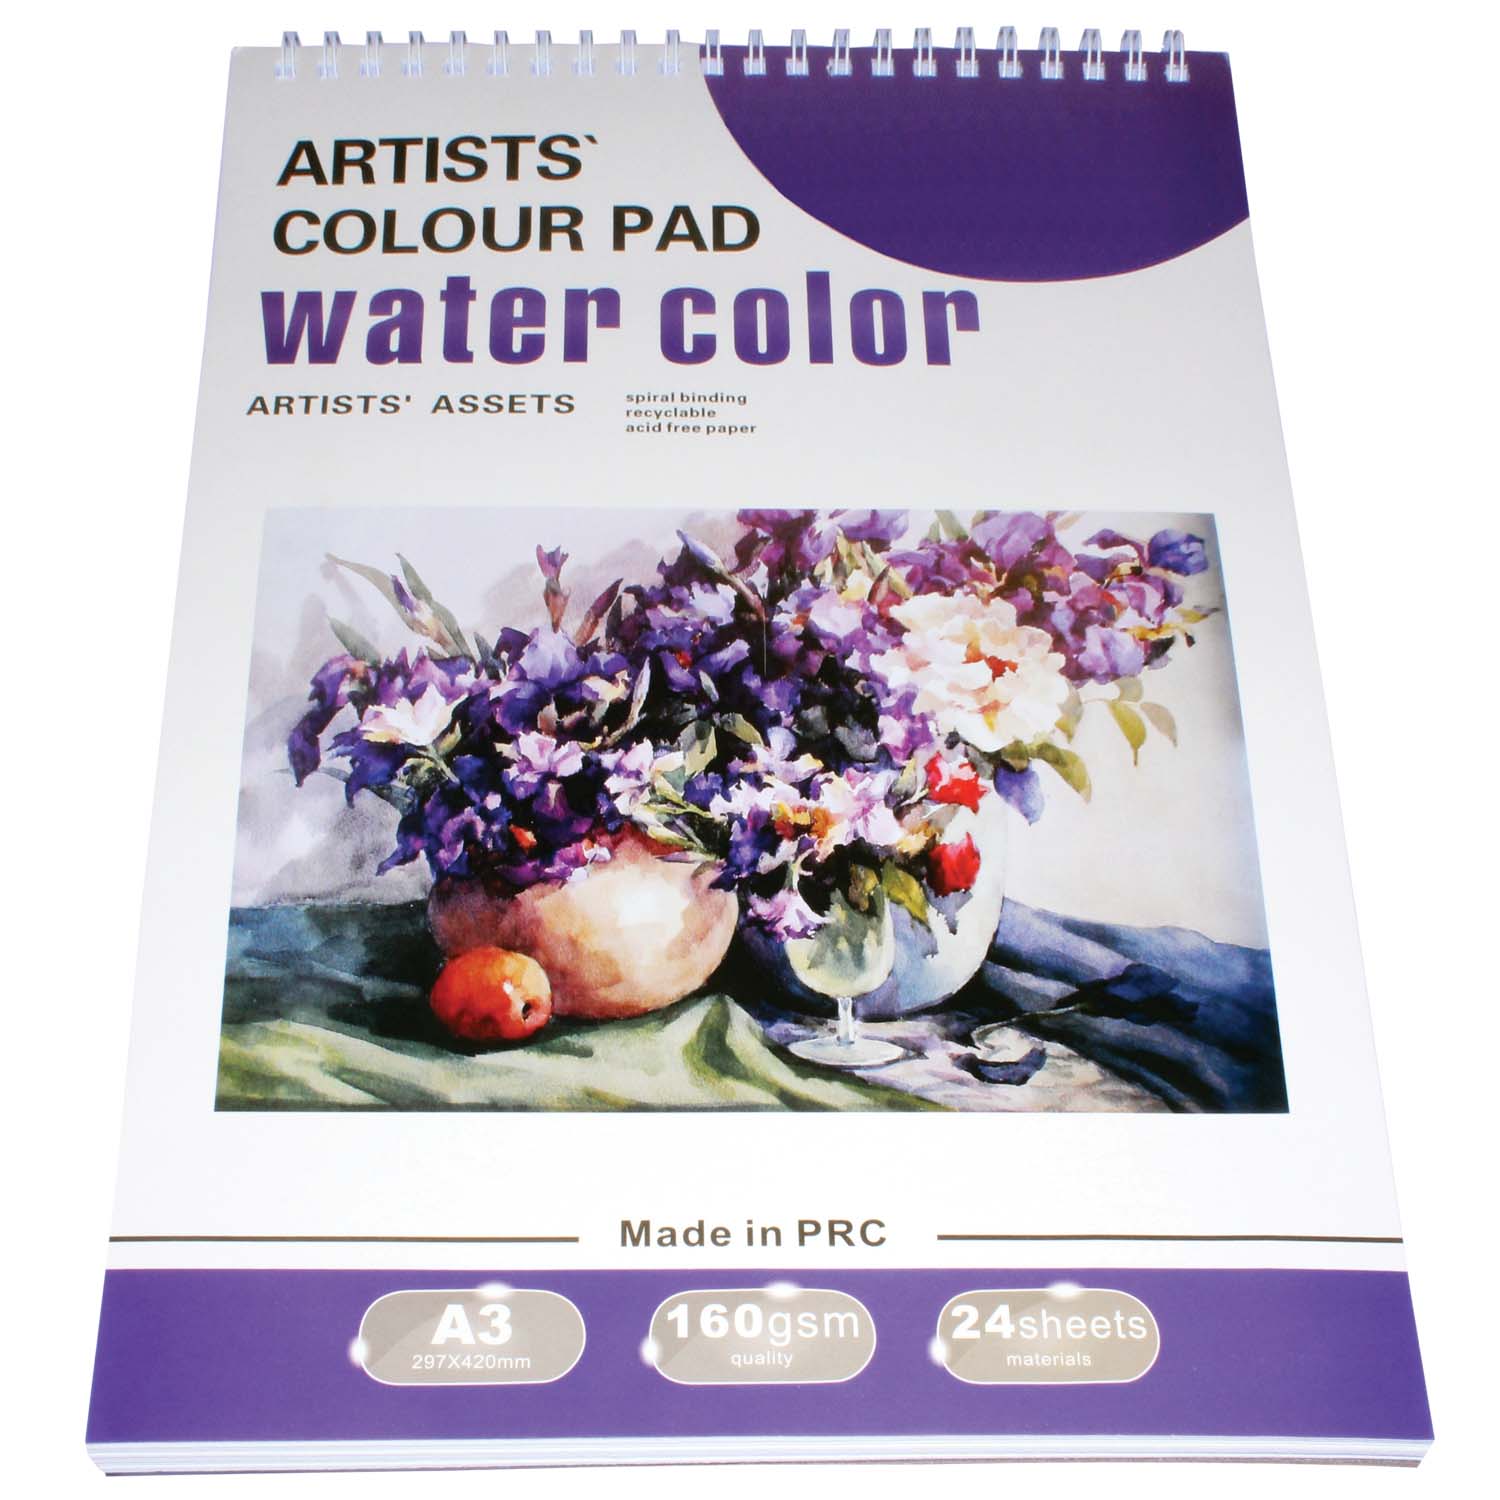 ARTISTS`
COLOUR PAD
water color
ARTISTS' ASSETS
spiral binding
recyclable
acid free paper
Made in PRC
A3
297X420mm
160gsm
quality
24sheets
materials